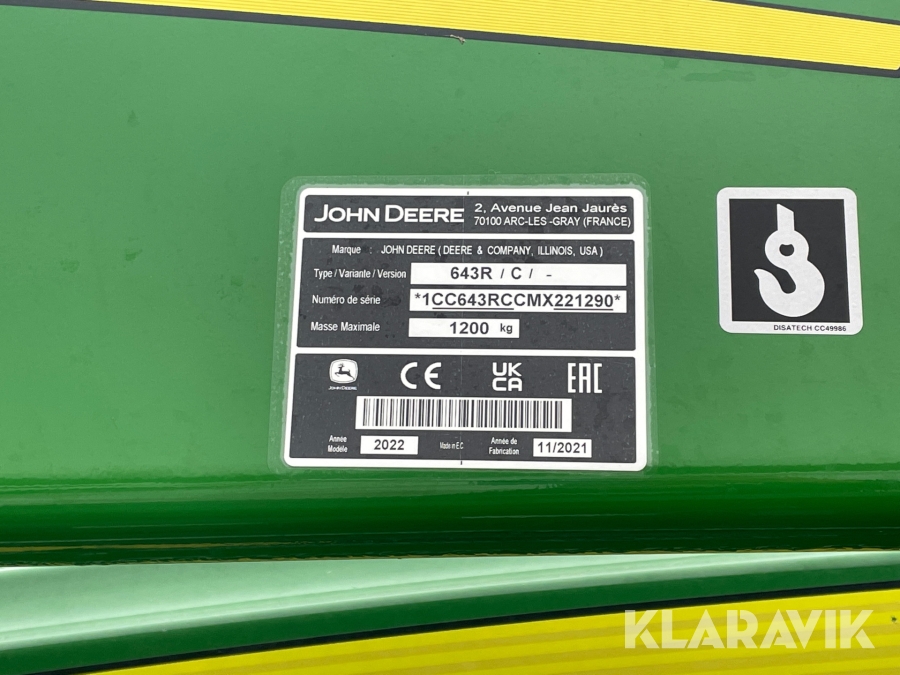 JOHN DEERE
2, Avenue Jean Jaurès
70100 ARC-LES -GRAY (FRANCE)
Marque : JOHN DEERE ( DEERE & COMPANY, ILLINOIS, USA )
Type / Variante / Version 643R / C / -
Numéro de série *1CC643RCCMX221290*
Masse Maximale 1200 kg
JOHN DEERE
CE
UK
CA
EAC
Année Modèle 2022 Made in E.C Année de Fabrication 11/2021
DISATECH CC49986
KLARAVIK